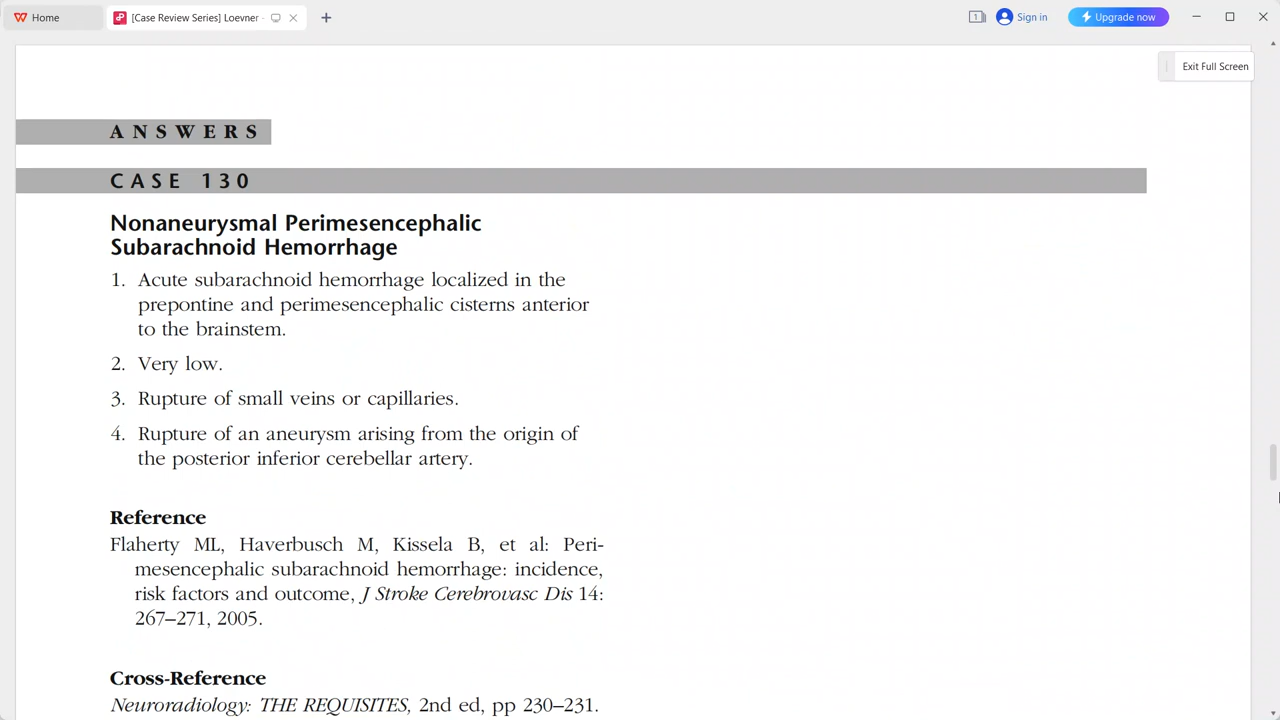 Home
[Case Review Series] Loevner
1
Sign in
Upgrade now
Exit Full Screen
ANSWERS
CASE 130
Nonaneurysmal Perimesencephalic
Subarachnoid Hemorrhage
1. Acute subarachnoid hemorrhage localized in the
prepontine and perimesencephalic cisterns anterior
to the brainstem.
2. Very low.
3. Rupture of small veins or capillaries.
4. Rupture of an aneurysm arising from the origin of
the posterior inferior cerebellar artery.
Reference
Flaherty ML, Haverbusch M, Kissela B, et al: Peri-
mesencephalic subarachnoid hemorrhage: incidence,
risk factors and outcome, J Stroke Cerebrovasc Dis 14:
267–271, 2005.
Cross-Reference
Neuroradiology: THE REQUISITES, 2nd ed, pp 230–231.